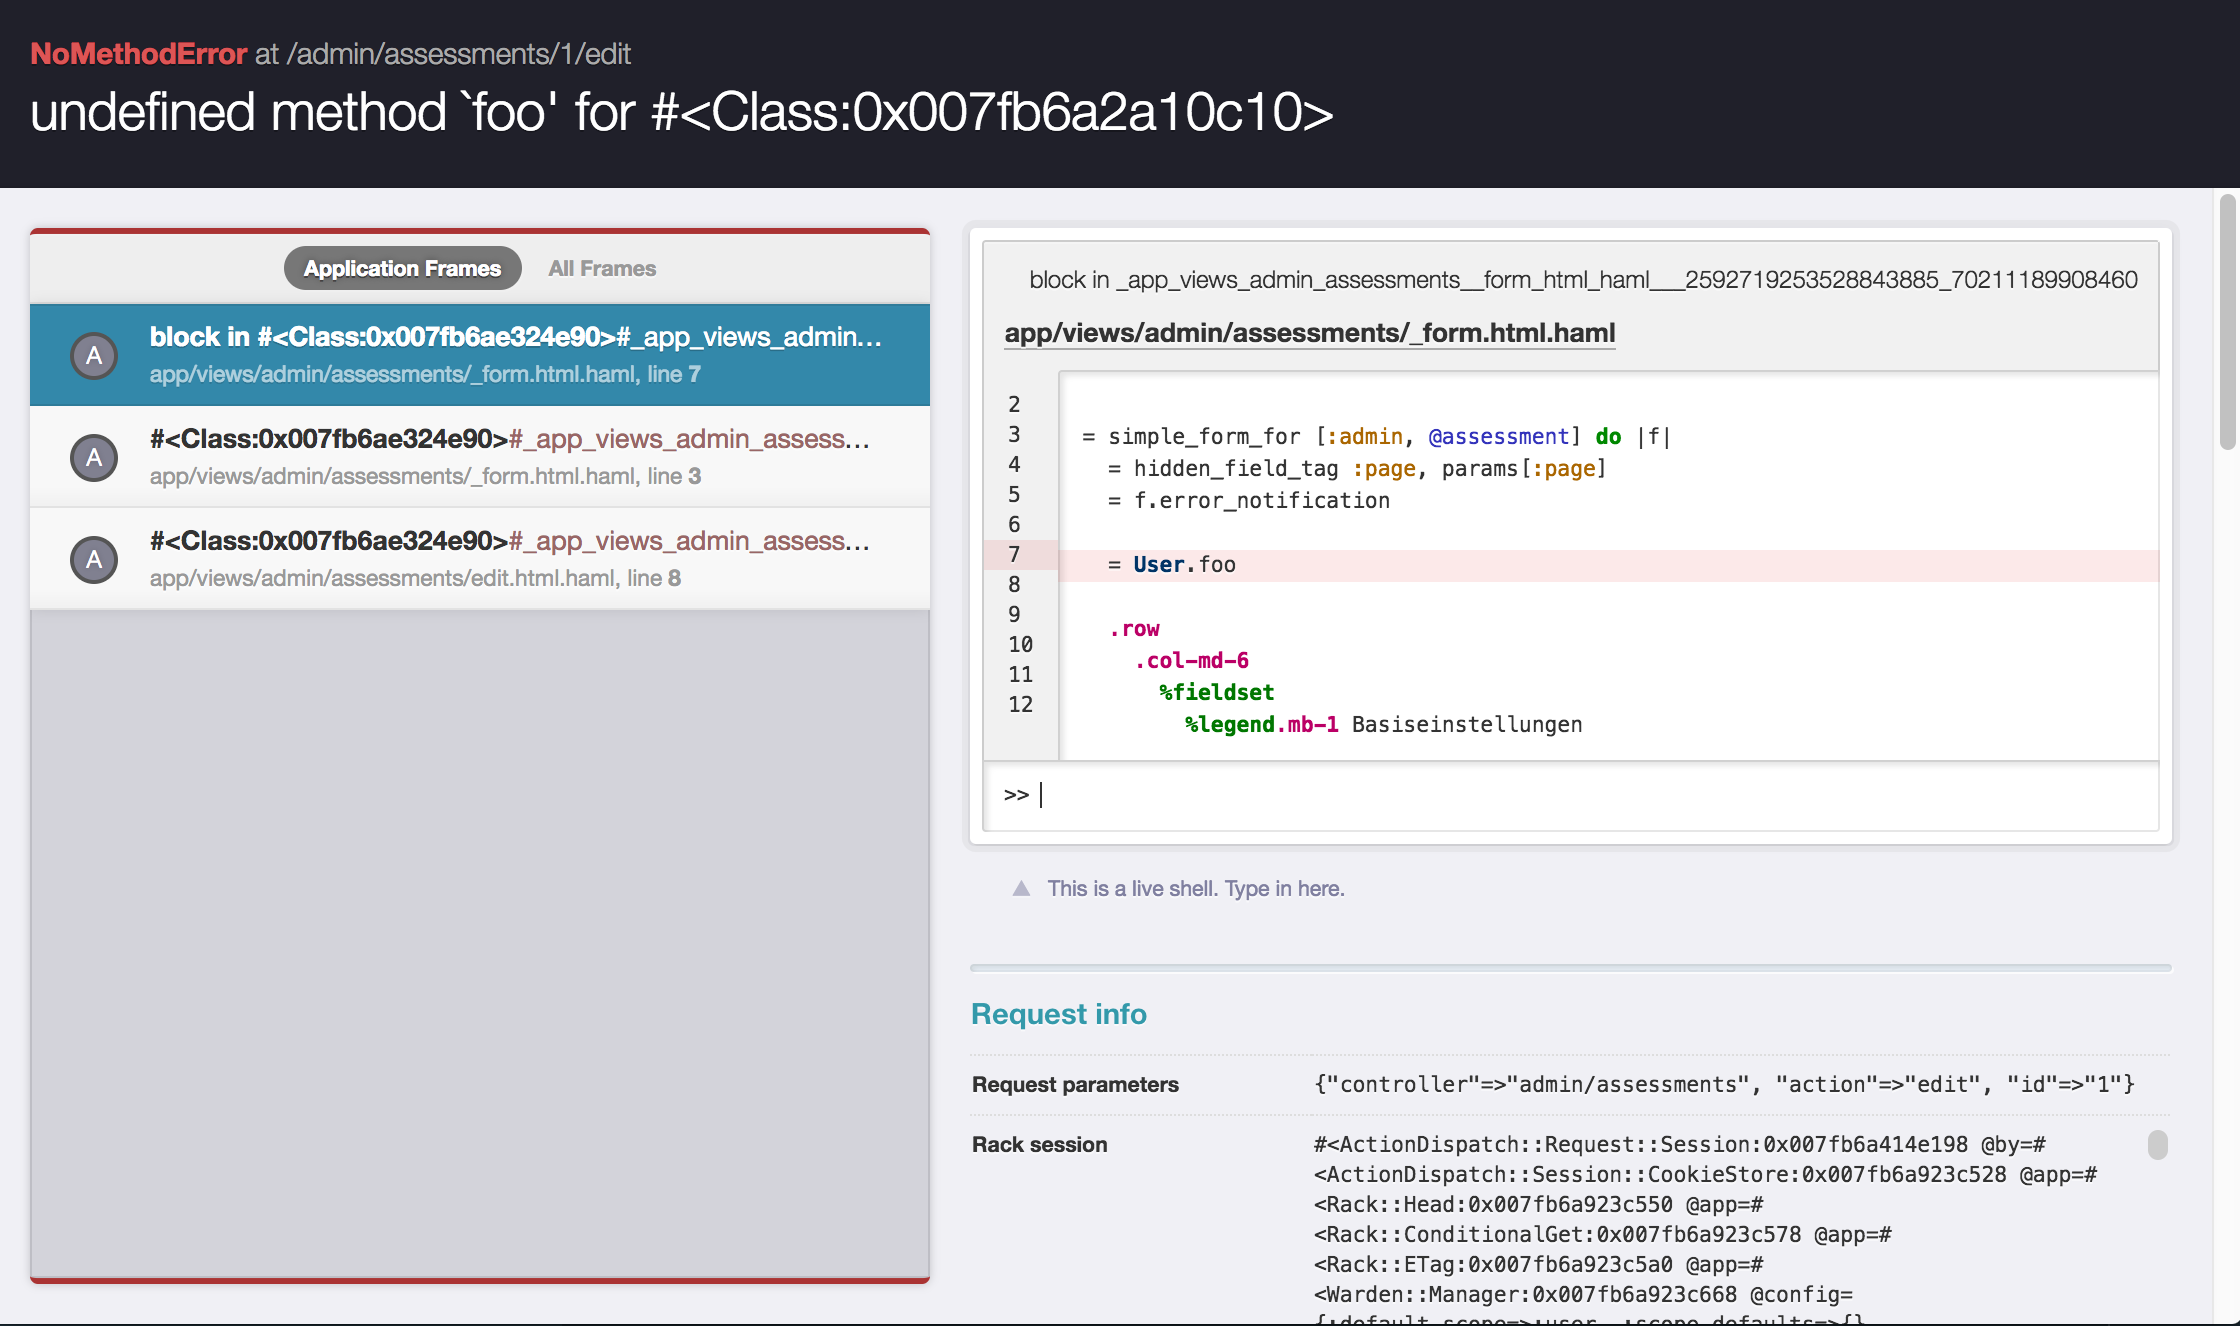 NoMethodError at /admin/assessments/1/edit
undefined method `foo' for #<Class:0x007fb6a2a10c10>
Application Frames All Frames
A
block in #<Class:0x007fb6ae324e90>#_app_views_admin...
app/views/admin/assessments/_form.html.haml, line 7
A
#<Class:0x007fb6ae324e90>#_app_views_admin_assess...
app/views/admin/assessments/_form.html.haml, line 3
A
#<Class:0x007fb6ae324e90>#_app_views_admin_assess...
app/views/admin/assessments/edit.html.haml, line 8
block in _app_views_admin_assessments__form_html_haml___2592719253528843885_70211189908460
app/views/admin/assessments/_form.html.haml
2
3 = simple_form_for [:admin, @assessment] do |f|
4 = hidden_field_tag :page, params[:page]
5 = f.error_notification
6
7 = User.foo
8
9 .row
10 .col-md-6
11 %fieldset
12 %legend.mb-1 Basiseinstellungen
>>
This is a live shell. Type in here.
Request info
Request parameters {"controller"=>"admin/assessments", "action"=>"edit", "id"=>"1"}
Rack session #<ActionDispatch::Request::Session:0x007fb6a414e198 @by=#
<ActionDispatch::Session::CookieStore:0x007fb6a923c528 @app=#
<Rack::Head:0x007fb6a923c550 @app=#
<Rack::ConditionalGet:0x007fb6a923c578 @app=#
<Rack::ETag:0x007fb6a923c5a0 @app=#
<Warden::Manager:0x007fb6a923c668 @config=
{:default_scope=>:user, :scope_defaults=>{}